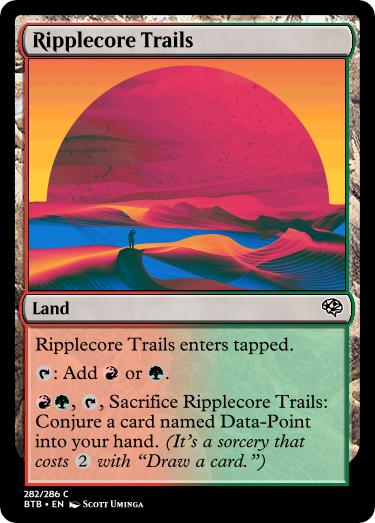 Ripplecore Trails
Land
Ripplecore Trails enters tapped.
: Add or .
, , Sacrifice Ripplecore Trails:
Conjure a card named Data-Point
into your hand. (It's a sorcery that
costs 2 with “Draw a card.”)
282/286 C
BTB • EN Scott Uminga